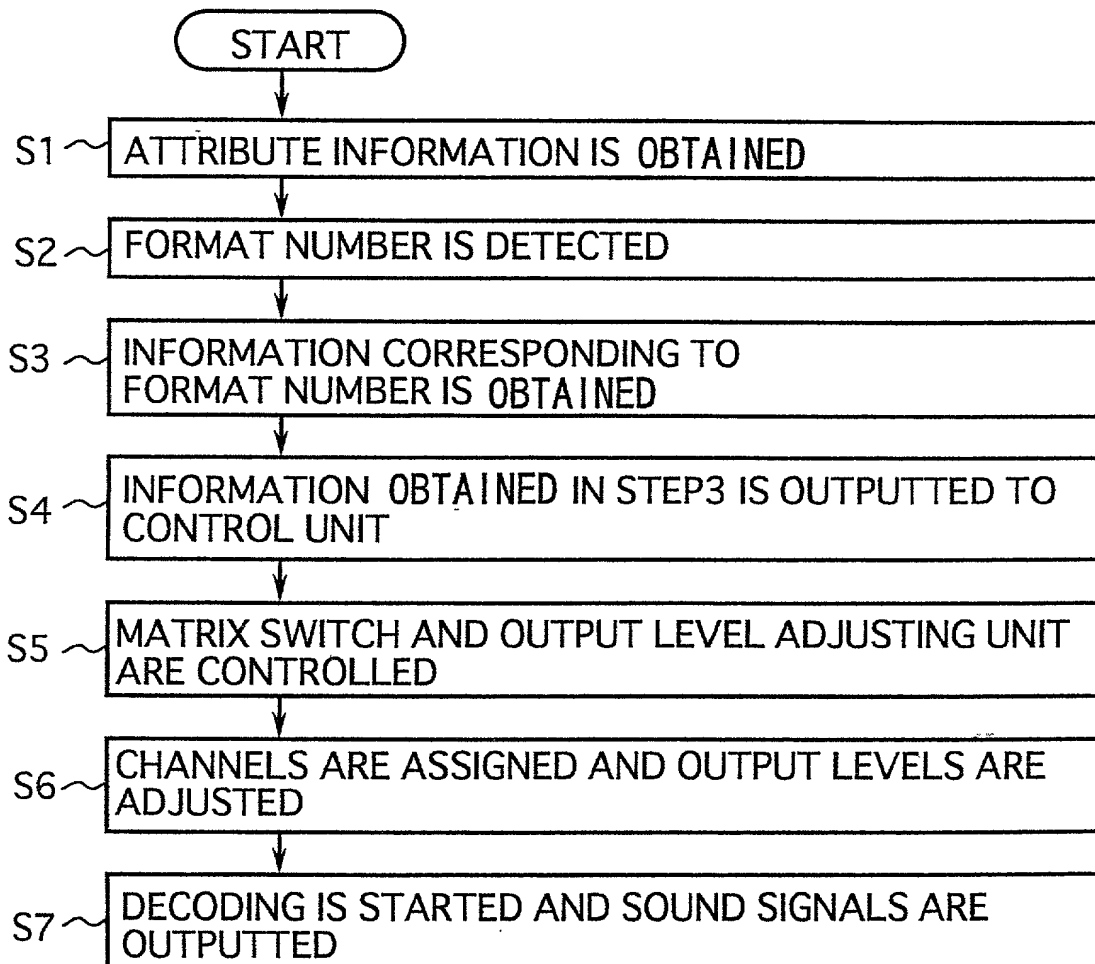 START
S1 ATTRIBUTE INFORMATION IS OBTAINED
S2 FORMAT NUMBER IS DETECTED
S3 INFORMATION CORRESPONDING TO
FORMAT NUMBER IS OBTAINED
S4 INFORMATION OBTAINED IN STEP3 IS OUTPUTTED TO
CONTROL UNIT
S5 MATRIX SWITCH AND OUTPUT LEVEL ADJUSTING UNIT
ARE CONTROLLED
S6 CHANNELS ARE ASSIGNED AND OUTPUT LEVELS ARE
ADJUSTED
S7 DECODING IS STARTED AND SOUND SIGNALS ARE
OUTPUTTED